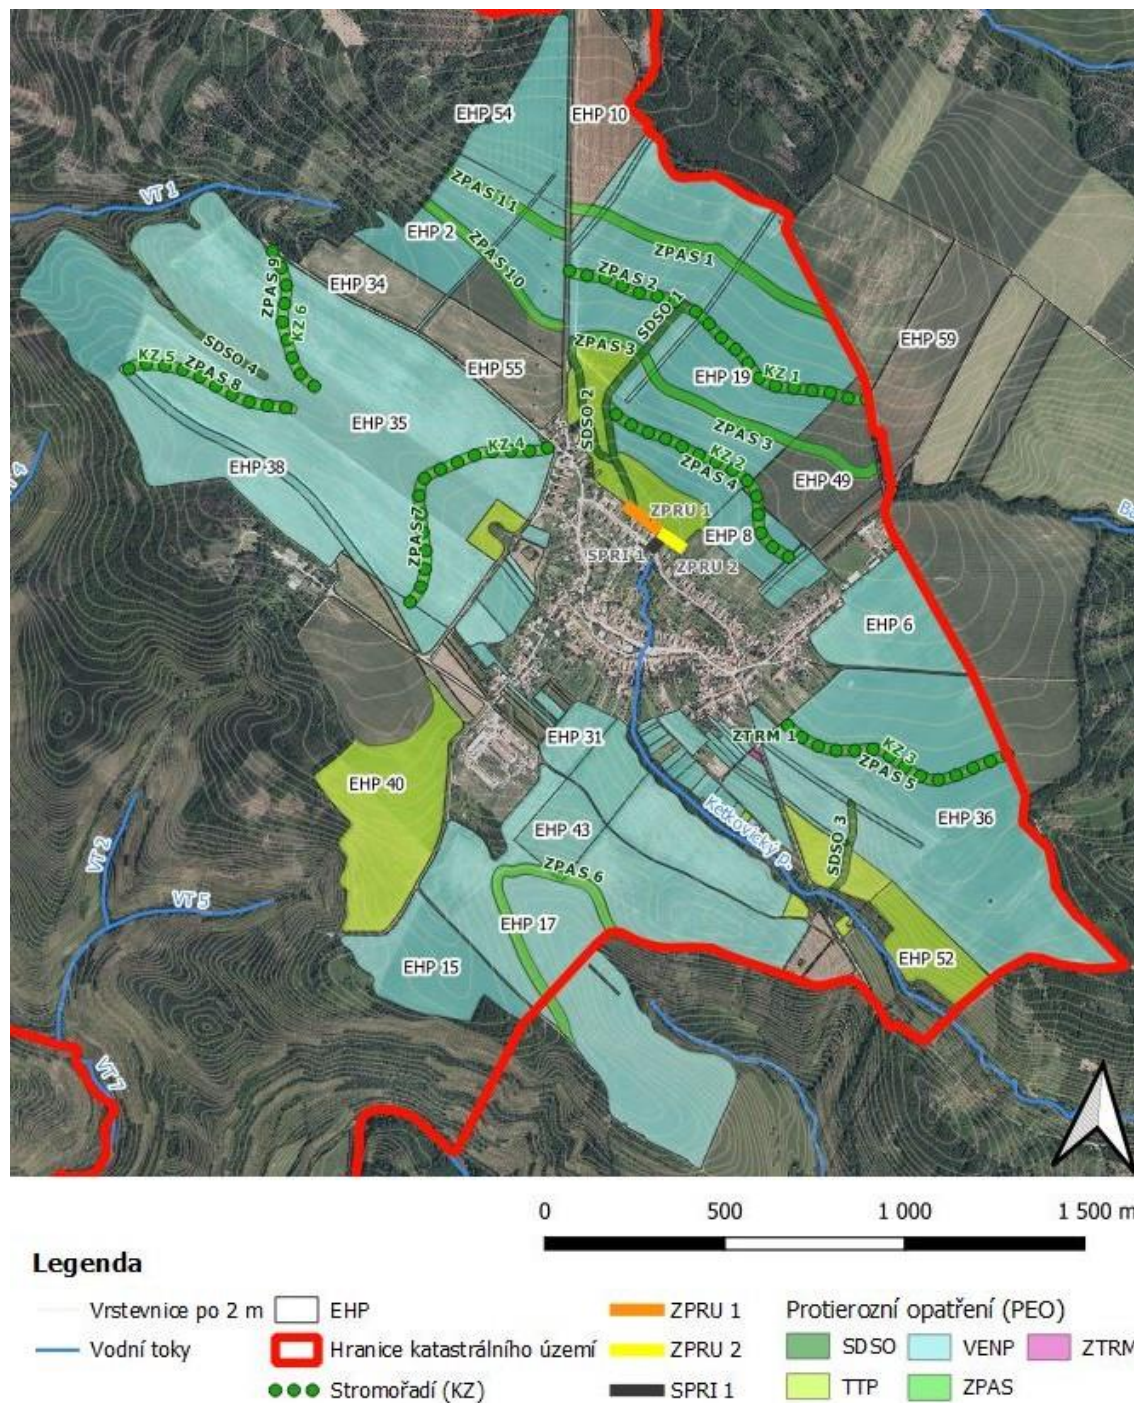 EHP 54
EHP 10
VT 1
ZPAS 11
EHP 2
ZPAS 10
ZPAS 1
ZPAS 9
EHP 34
ZPAS 2
SDSO 1
KZ 6
EHP 59
SDSO 4
ZPAS 3
KZ 5
ZPAS 8
EHP 55
EHP 19
KZ 1
EHP 35
SDSO 2
ZPAS 3
KZ 4
KZ 2
EHP 38
ZPAS 4
EHP 49
ZPAS 7
ZPRU 1
EHP 8
SPRI 1
ZPRU 2
EHP 6
EHP 31
ZTRM 1
KZ 3
ZPAS 5
EHP 40
Ketkovický p.
EHP 36
EHP 43
SDSO 3
VT 2
ZPAS 6
VT 5
EHP 17
EHP 15
EHP 52
VT 7
0 500 1 000 1 500 m
Legenda
Vrstevnice po 2 m
EHP
ZPRU 1
Protierozní opatření (PEO)
Vodní toky
Hranice katastrálního území
ZPRU 2
SDSO
VENP
ZTRM
Stromořadí (KZ)
SPRI 1
TTP
ZPAS